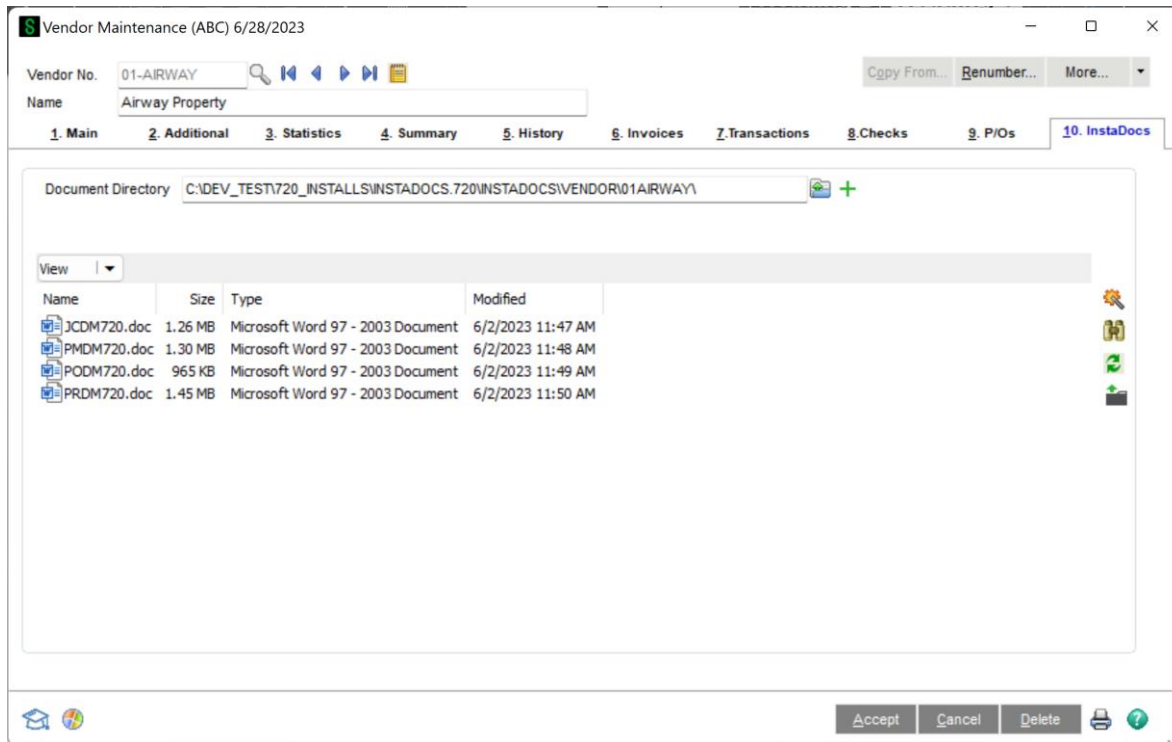 Vendor Maintenance (ABC) 6/28/2023
Vendor No. 01-AIRWAY Copy From... Renumber... More...
Name Airway Property
1. Main 2. Additional 3. Statistics 4. Summary 5. History 6. Invoices 7.Transactions 8.Checks 9. P/Os 10. InstaDocs
Document Directory C:\DEV_TEST\720_INSTALLS\INSTADOCS.720\INSTADOCS\VENDOR\01AIRWAY\
View
Name Size Type Modified
JCDM720.doc 1.26 MB Microsoft Word 97 - 2003 Document 6/2/2023 11:47 AM
PMDM720.doc 1.30 MB Microsoft Word 97 - 2003 Document 6/2/2023 11:48 AM
PODM720.doc 965 KB Microsoft Word 97 - 2003 Document 6/2/2023 11:49 AM
PRDM720.doc 1.45 MB Microsoft Word 97 - 2003 Document 6/2/2023 11:50 AM
Accept Cancel Delete